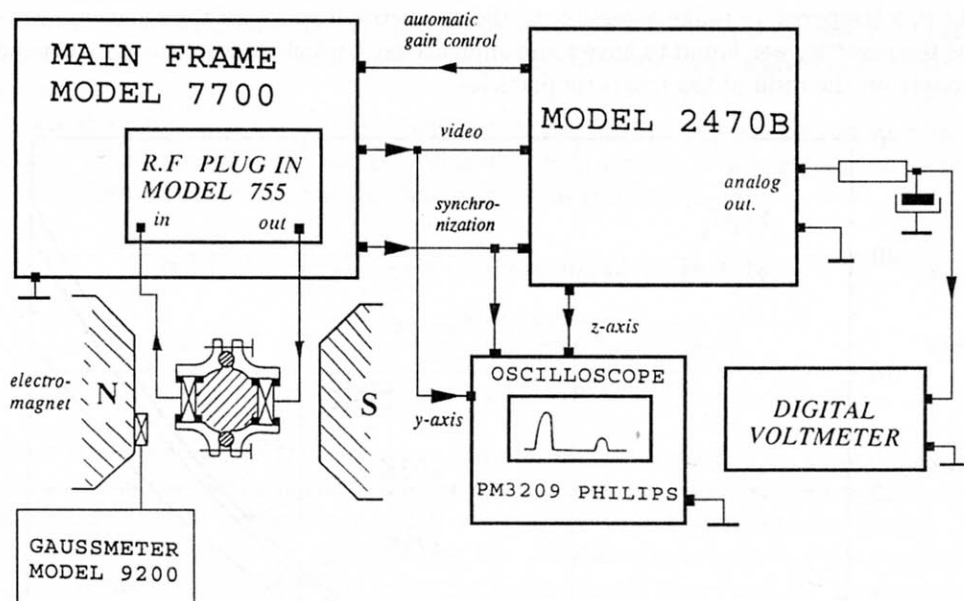 automatic
gain control
MAIN FRAME
MODEL 7700
MODEL 2470B
video
R.F PLUG IN
MODEL 755
in
out
analog
out.
synchro-
nization
z-axis
electro-
magnet
N
S
OSCILLOSCOPE
y-axis
DIGITAL
VOLTMETER
PM3209 PHILIPS
GAUSSMETER
MODEL 9200